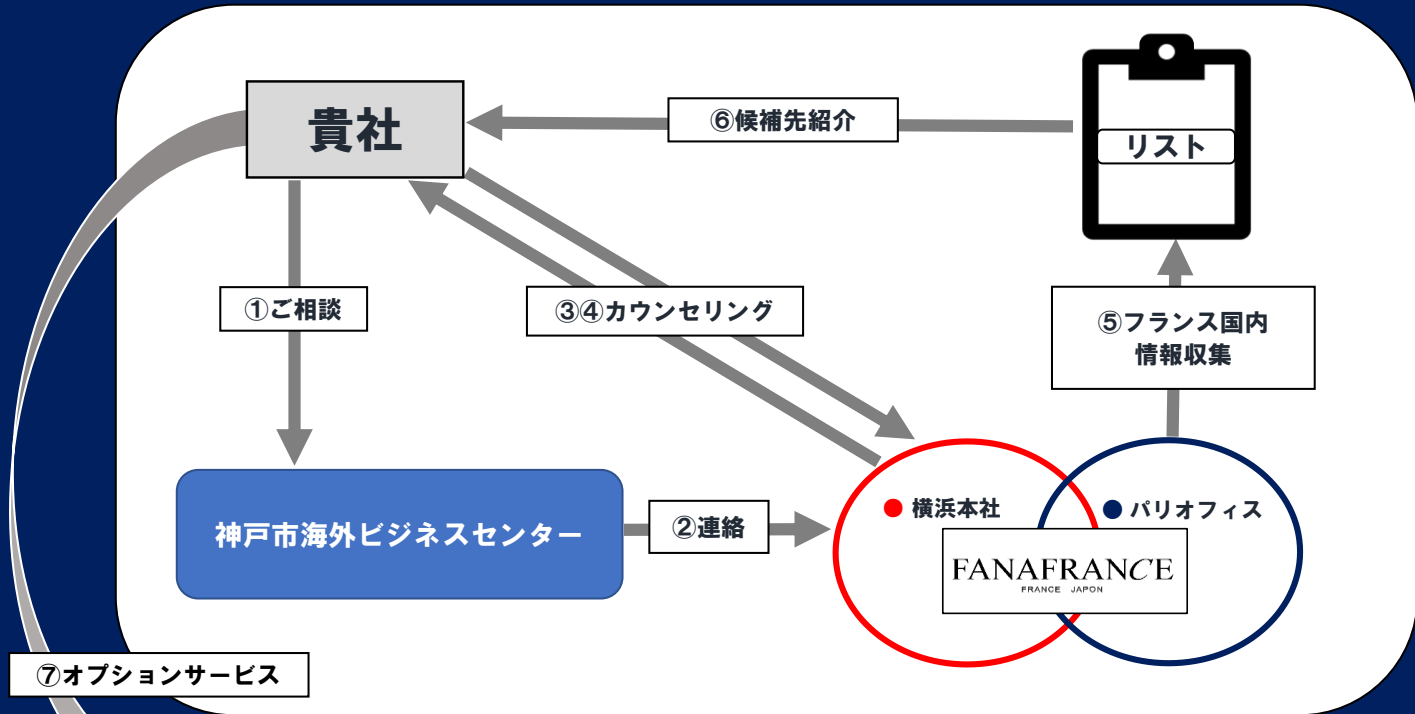 貴社
⑥候補先紹介
リスト
①ご相談
③④カウンセリング
⑤フランス国内
情報収集
神戸市海外ビジネスセンター
②連絡
横浜本社
パリオフィス
FANAFRANCE
FRANCE JAPON
⑦オプションサービス